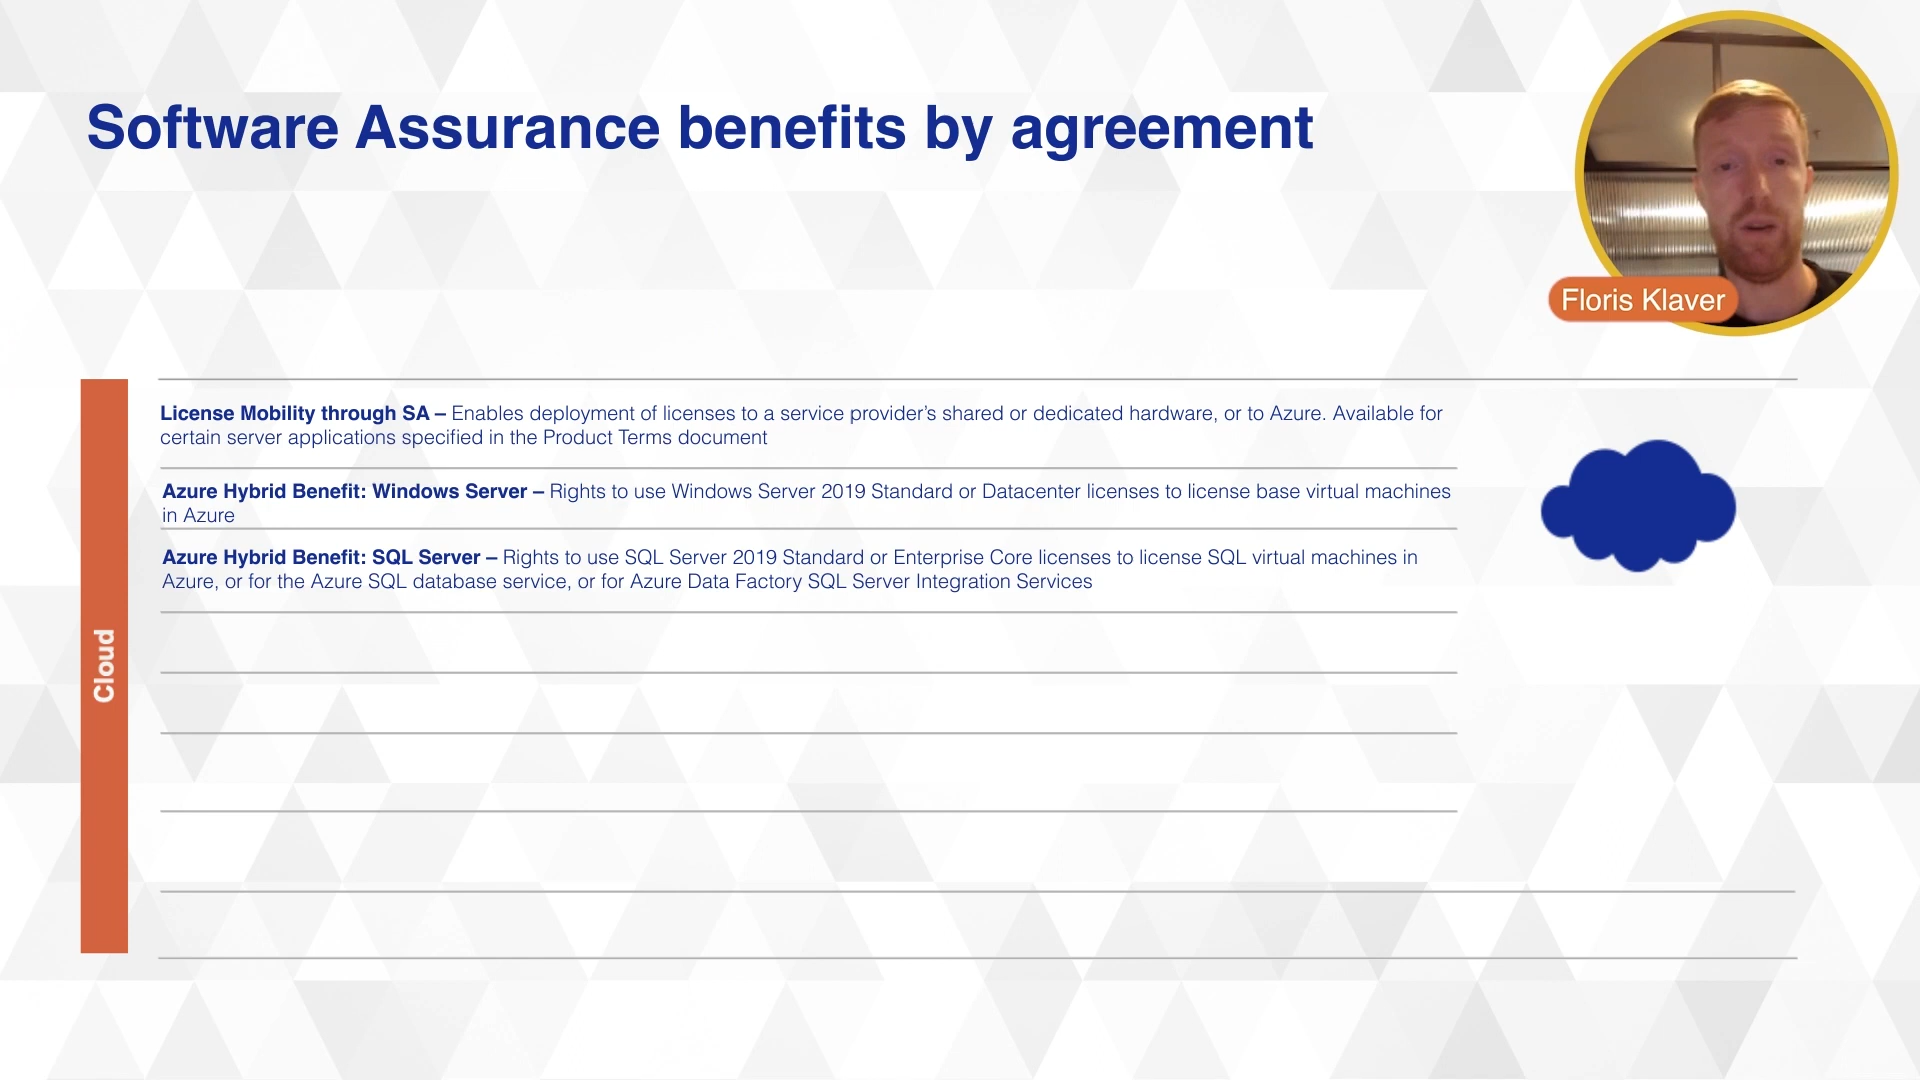 Software Assurance benefits by agreement
Floris Klaver
License Mobility through SA – Enables deployment of licenses to a service provider’s shared or dedicated hardware, or to Azure. Available for
certain server applications specified in the Product Terms document
Azure Hybrid Benefit: Windows Server – Rights to use Windows Server 2019 Standard or Datacenter licenses to license base virtual machines
in Azure
Azure Hybrid Benefit: SQL Server – Rights to use SQL Server 2019 Standard or Enterprise Core licenses to license SQL virtual machines in
Azure, or for the Azure SQL database service, or for Azure Data Factory SQL Server Integration Services
Cloud